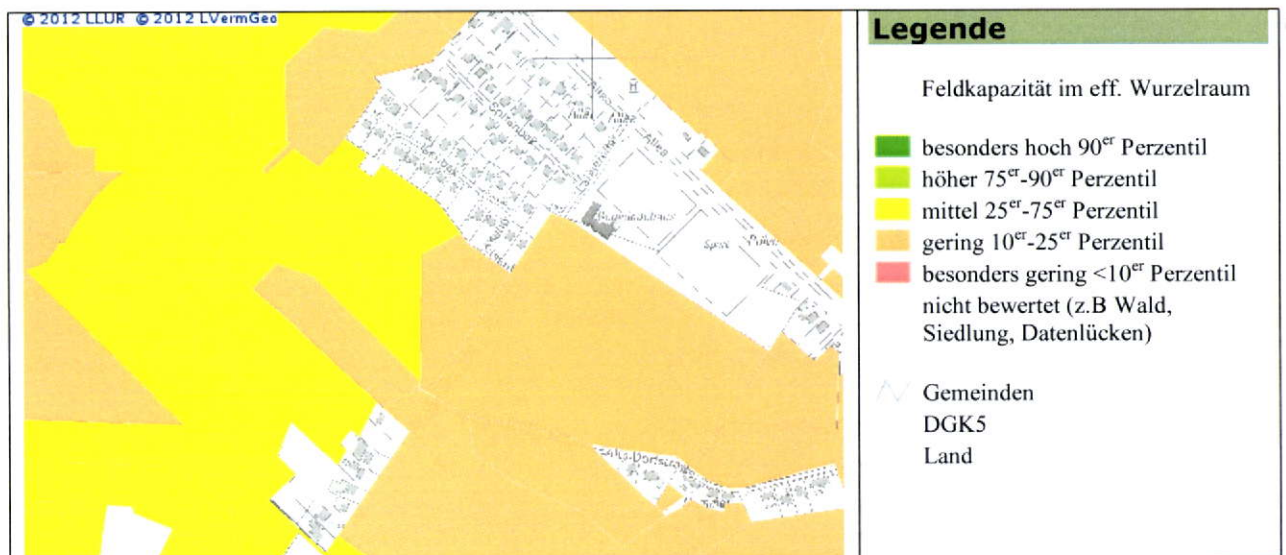 © 2012 LLUR © 2012 LVermGeo
Legende
Feldkapazität im eff. Wurzelraum
besonders hoch 90er Perzentil
höher 75er-90er Perzentil
mittel 25er-75er Perzentil
gering 10er-25er Perzentil
besonders gering <10er Perzentil
nicht bewertet (z.B Wald,
Siedlung, Datenlücken)
Gemeinden
DGK5
Land
H
Allee